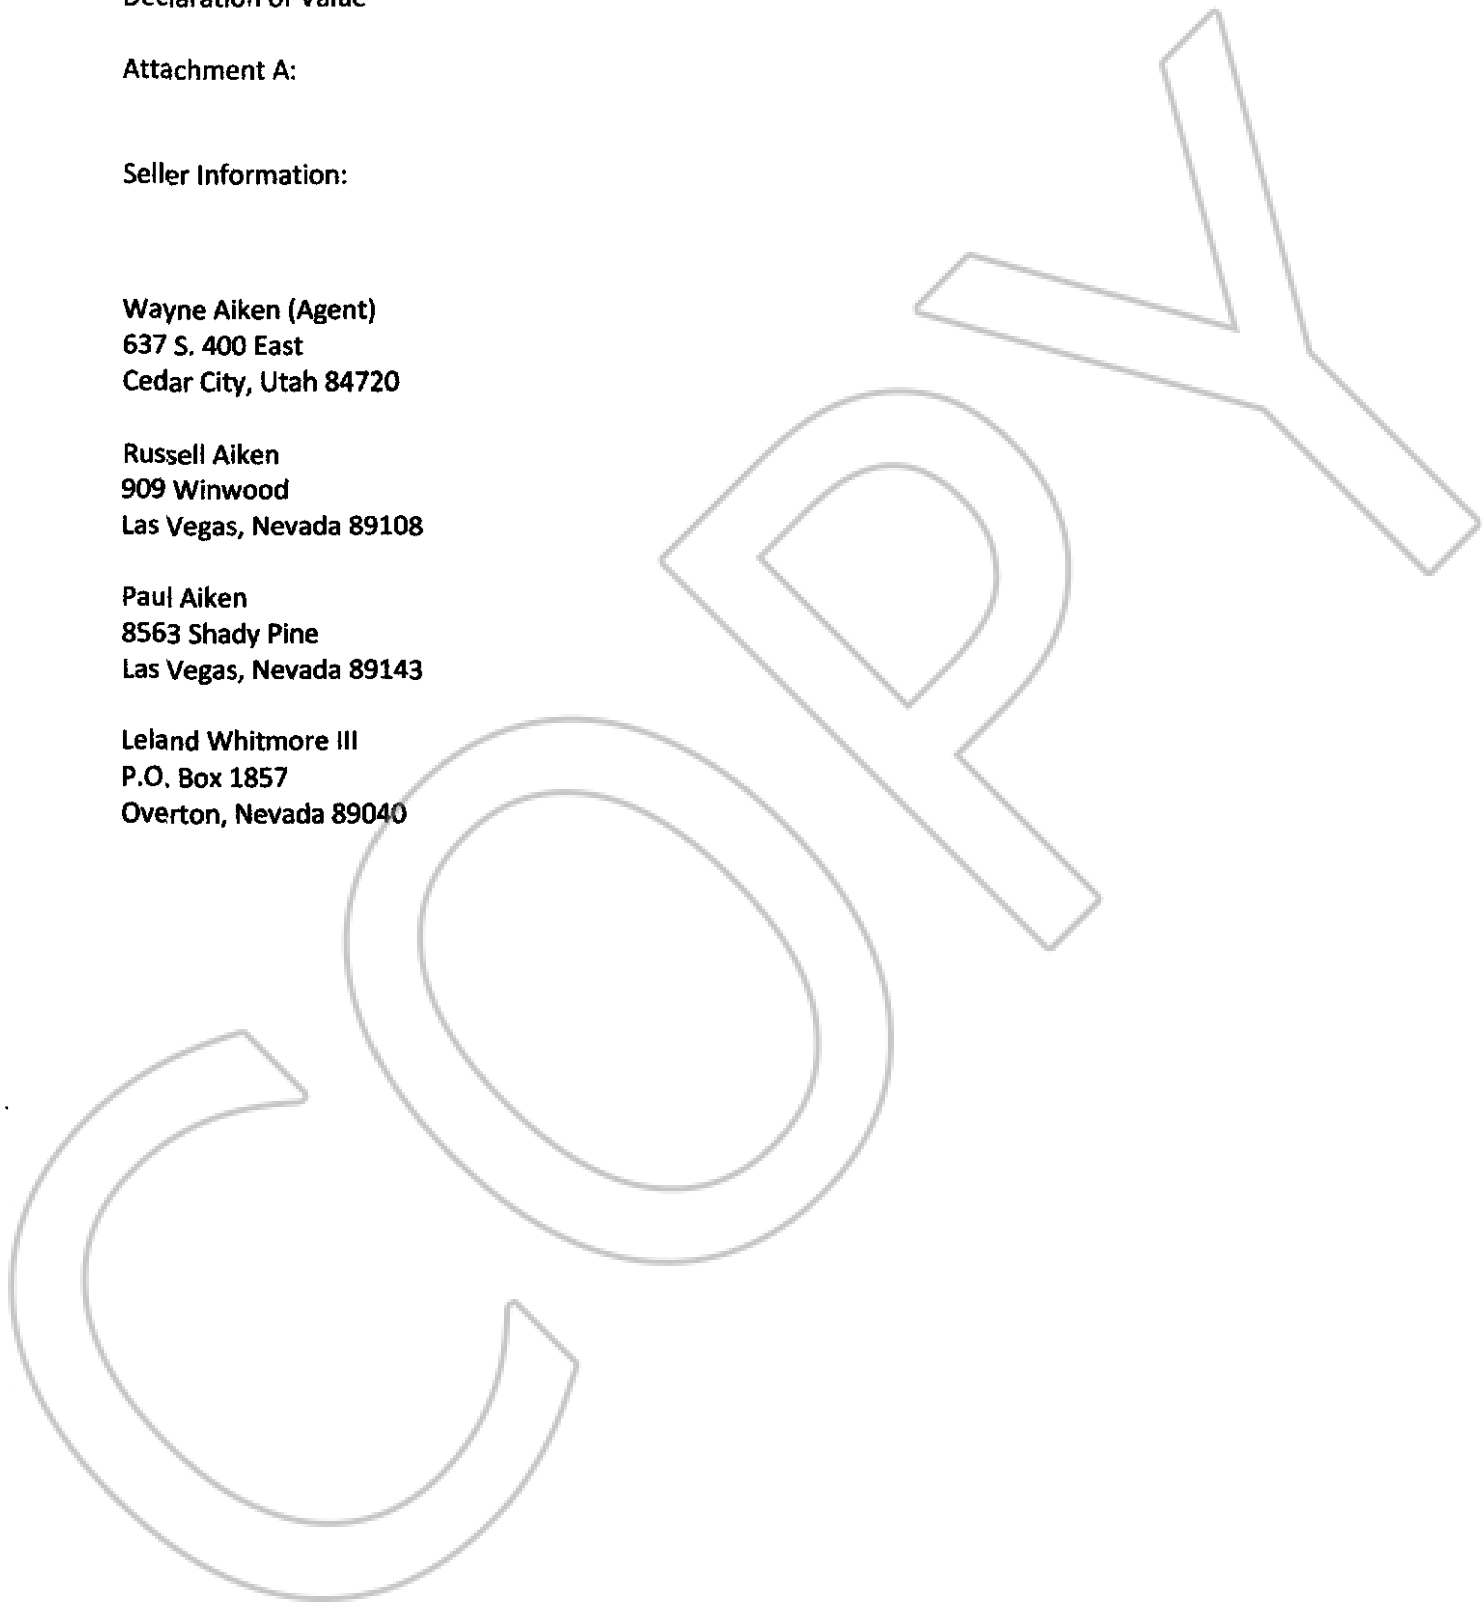 Declaration of Value
Attachment A:
Seller Information:
Wayne Aiken (Agent)
637 S. 400 East
Cedar City, Utah 84720
Russell Aiken
909 Winwood
Las Vegas, Nevada 89108
Paul Aiken
8563 Shady Pine
Las Vegas, Nevada 89143
Leland Whitmore III
P.O. Box 1857
Overton, Nevada 89040
COPY